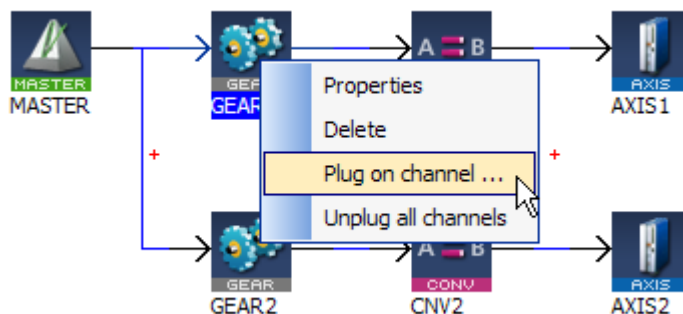 A B
MASTER
GEAR
AXIS
MASTER
GEAR
AXIS1
Properties
Delete
Plug on channel ...
Unplug all channels
A B
GEAR
CONV
AXIS
GEAR2
CNV2
AXIS2